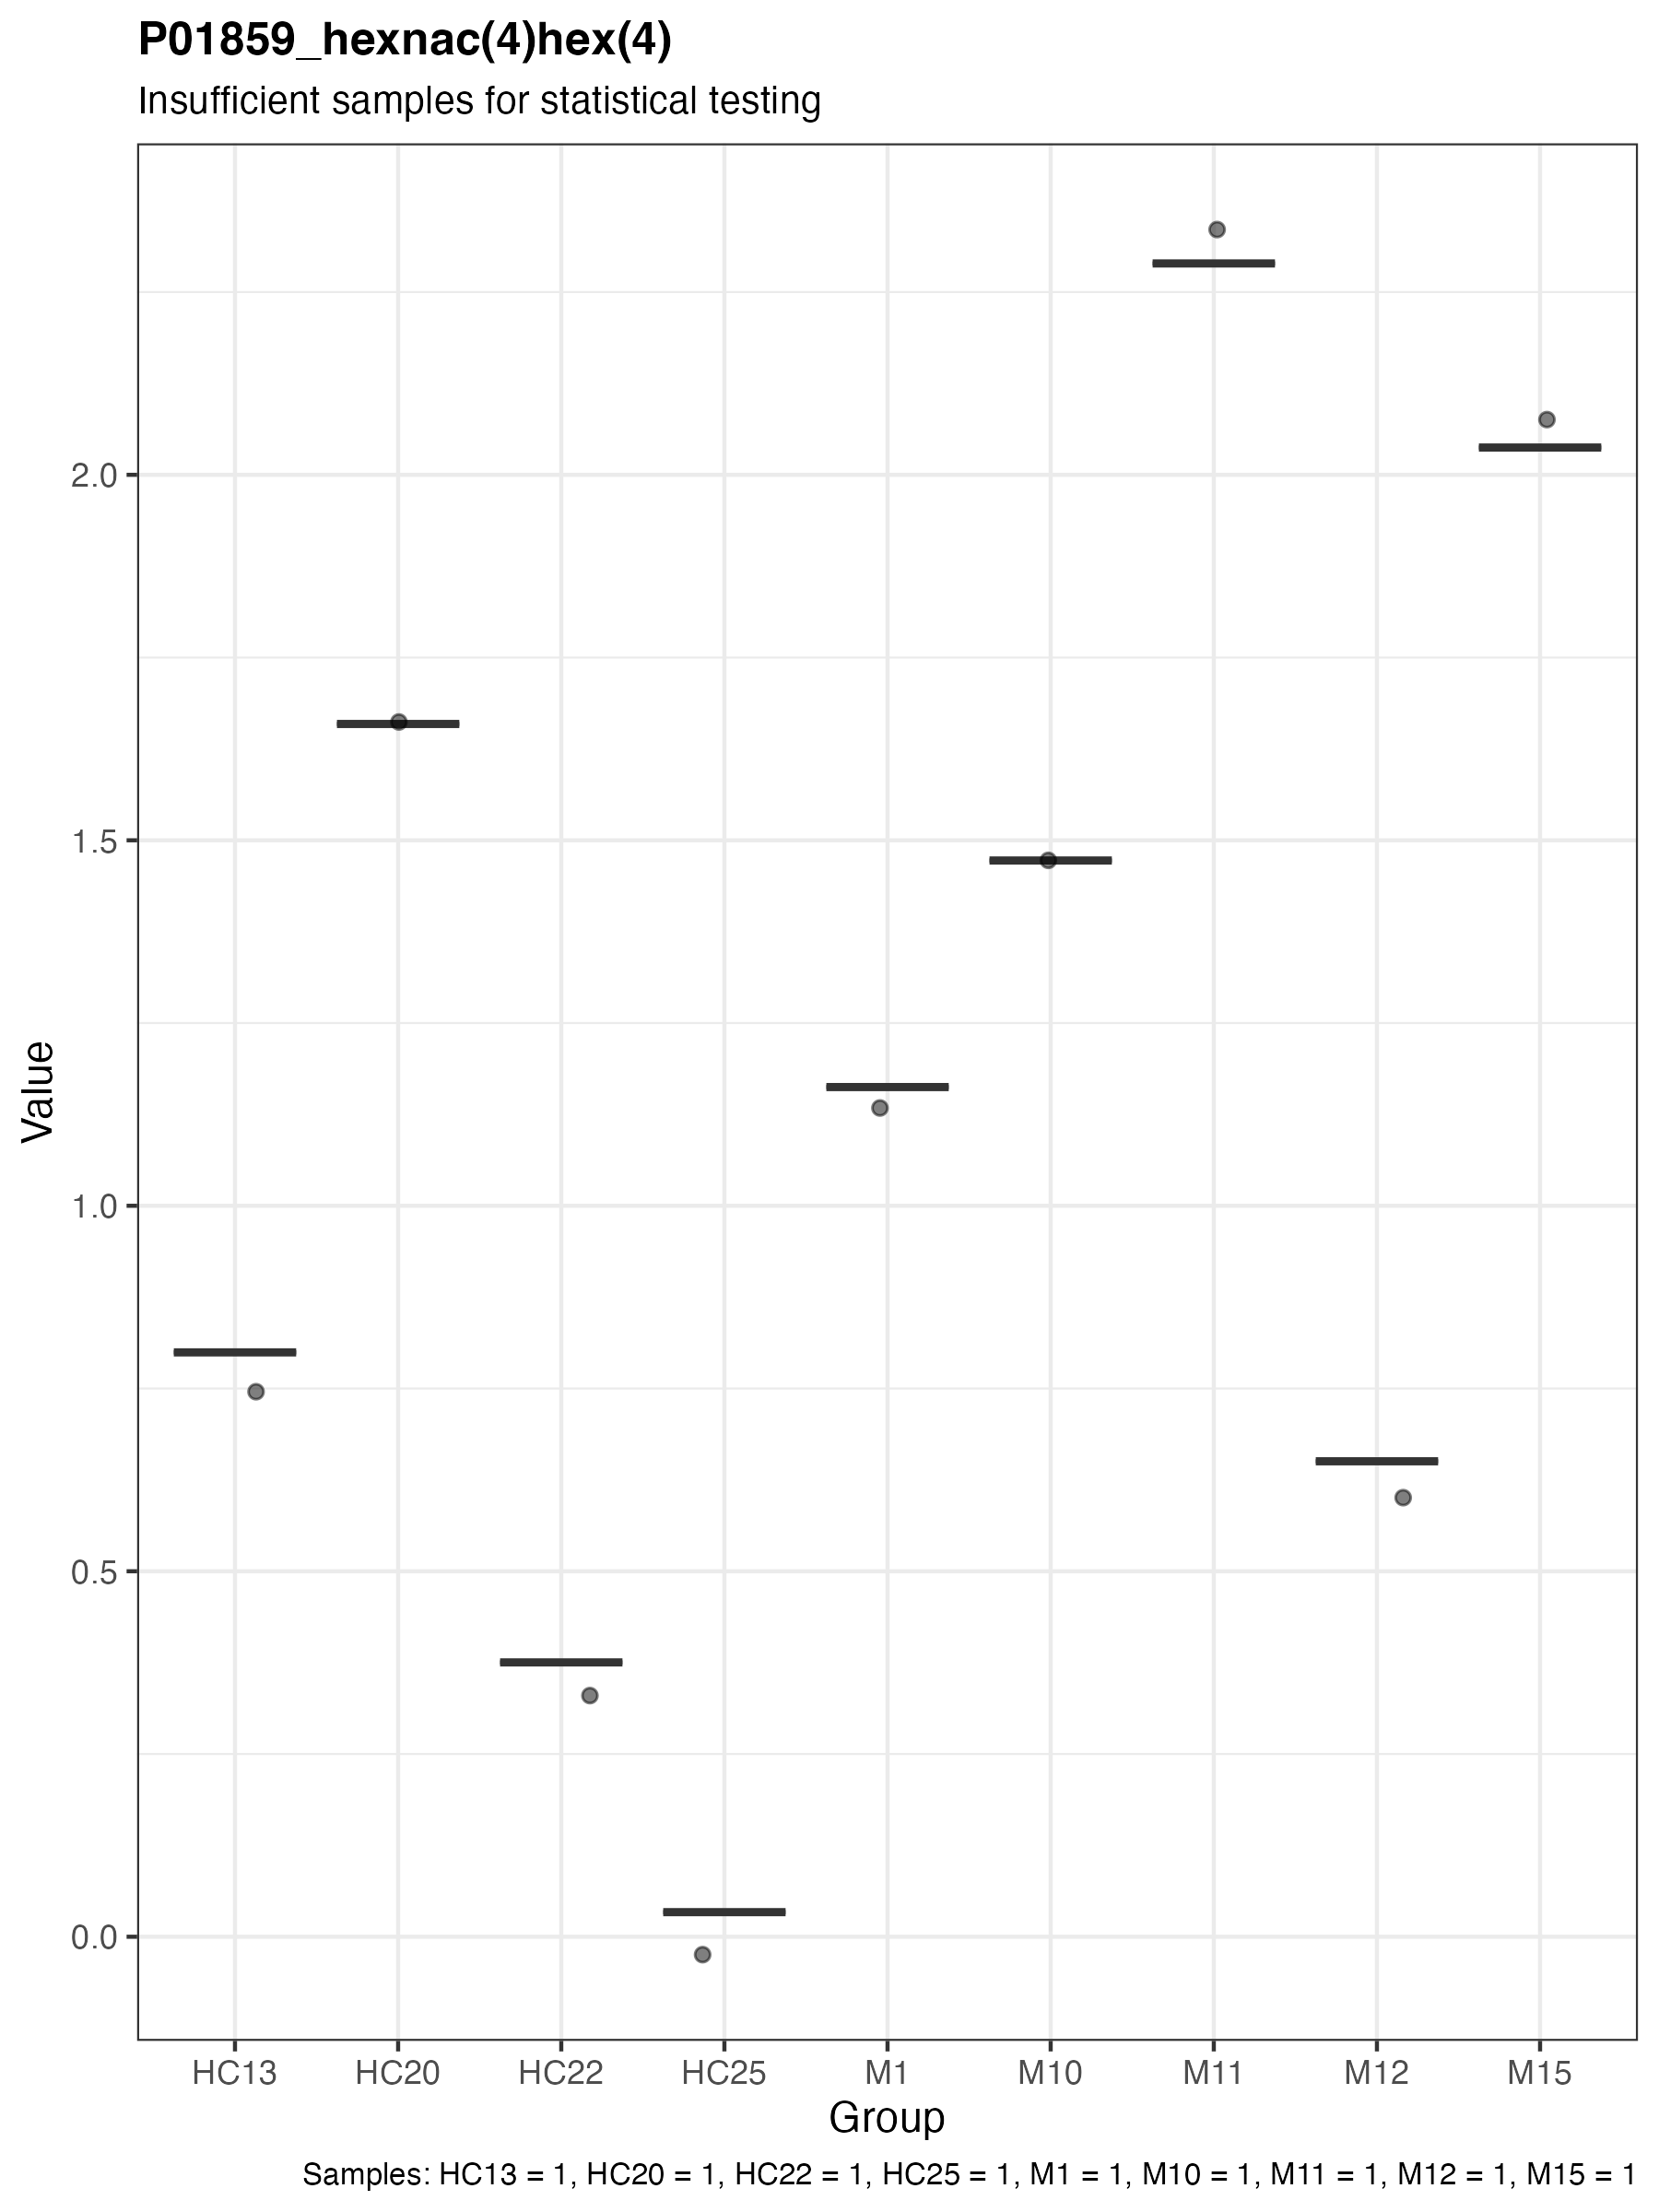 P01859_hexnac(4)hex(4)
Insufficient samples for statistical testing
Value
2.0
1.5
1.0
0.5
0.0
HC13 HC20 HC22 HC25 M1 M10 M11 M12 M15
Group
Samples: HC13 = 1, HC20 = 1, HC22 = 1, HC25 = 1, M1 = 1, M10 = 1, M11 = 1, M12 = 1, M15 = 1